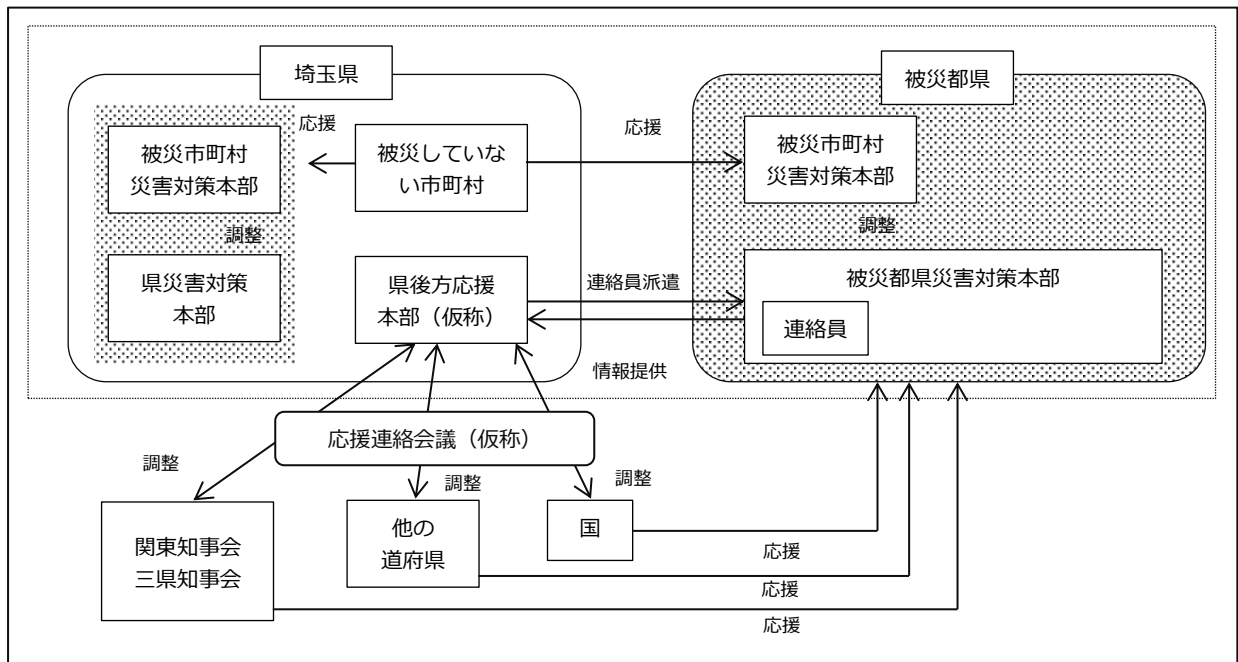 埼玉県
被災都県
応援
応援
被災市町村
災害対策本部
被災していな
い市町村
被災市町村
災害対策本部
調整
調整
県災害対策
本部
県後方応援
本部（仮称）
連絡員派遣
被災都県災害対策本部
連絡員
情報提供
応援連絡会議（仮称）
調整
調整
調整
関東知事会
三県知事会
他の
道府県
国
応援
応援
応援